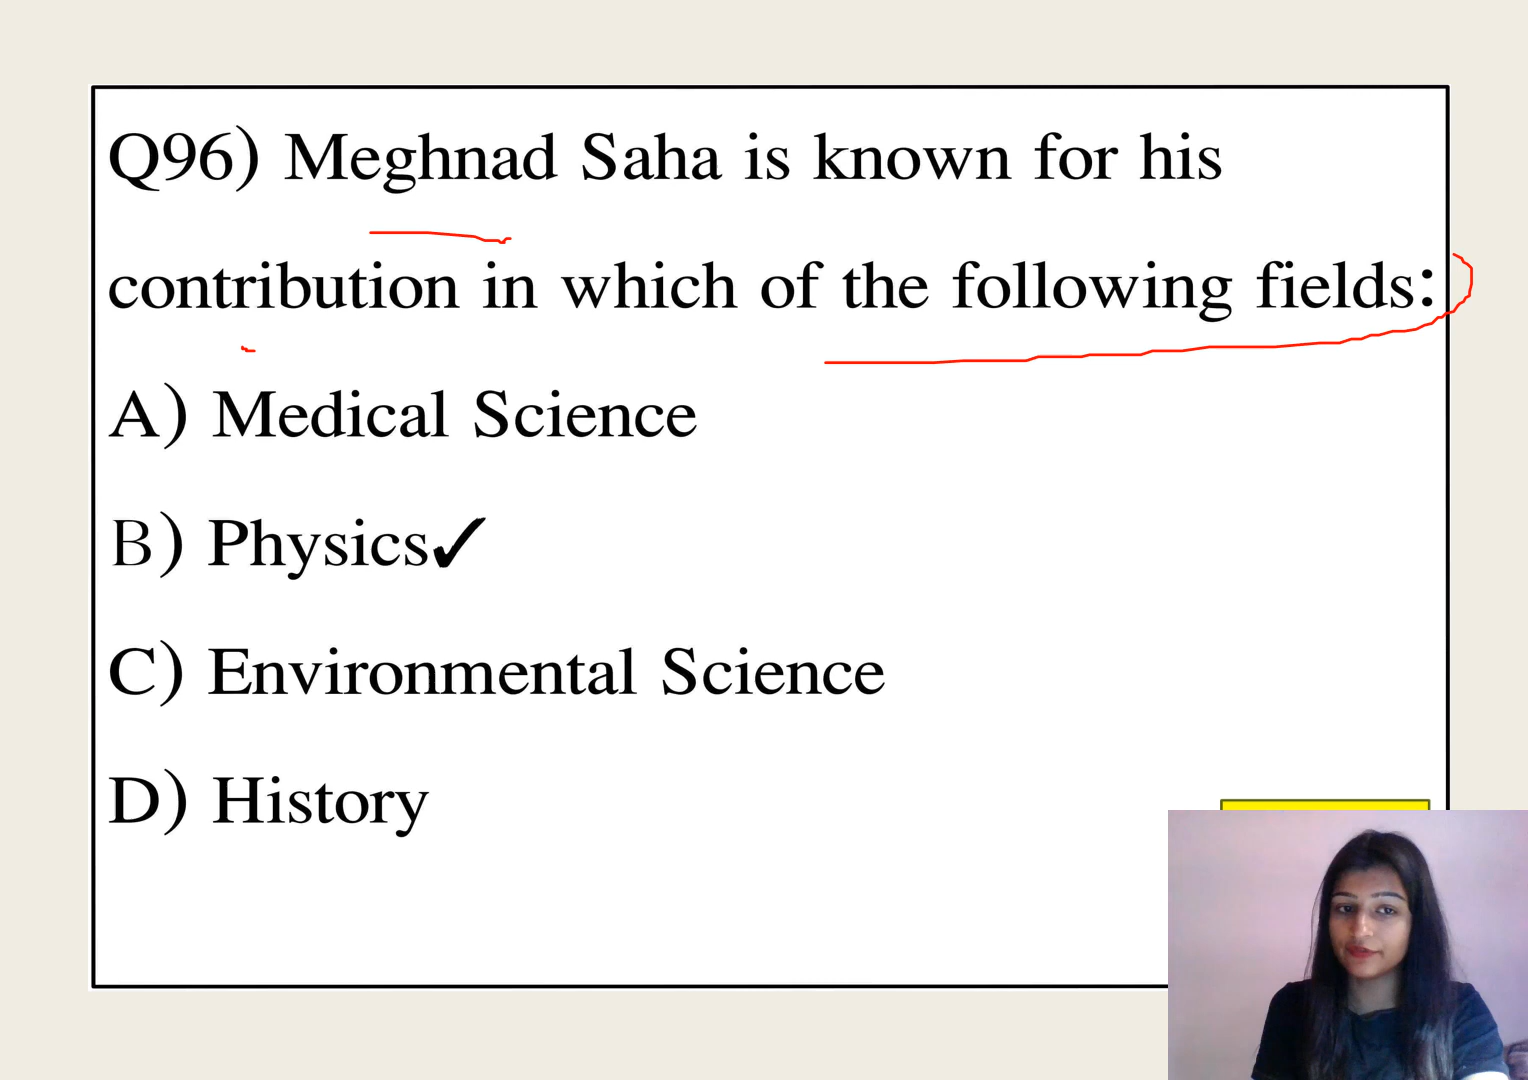 Q96) Meghnad Saha is known for his
contribution in which of the following fields:
A) Medical Science
B) Physics✓
C) Environmental Science
D) History